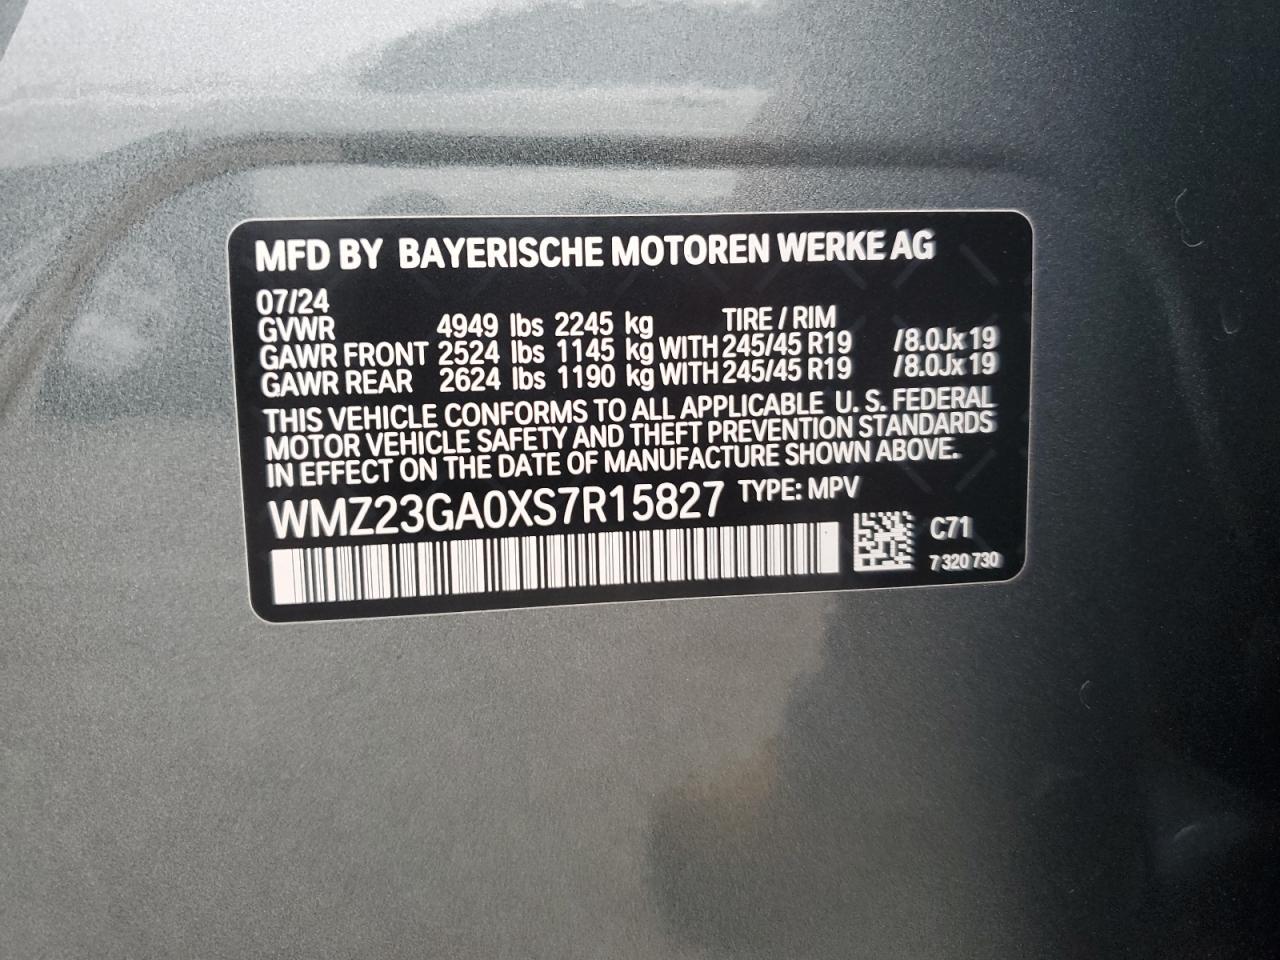 MFD BY BAYERISCHE MOTOREN WERKE AG
07/24
GVWR 4949 lbs 2245 kg TIRE / RIM
GAWR FRONT 2524 lbs 1145 kg WITH 245/45 R19 /8.0Jx19
GAWR REAR 2624 lbs 1190 kg WITH 245/45 R19 /8.0Jx19
THIS VEHICLE CONFORMS TO ALL APPLICABLE U. S. FEDERAL
MOTOR VEHICLE SAFETY AND THEFT PREVENTION STANDARDS
IN EFFECT ON THE DATE OF MANUFACTURE SHOWN ABOVE.
WMZ23GA0XS7R15827 TYPE: MPV
C71
7 320 730